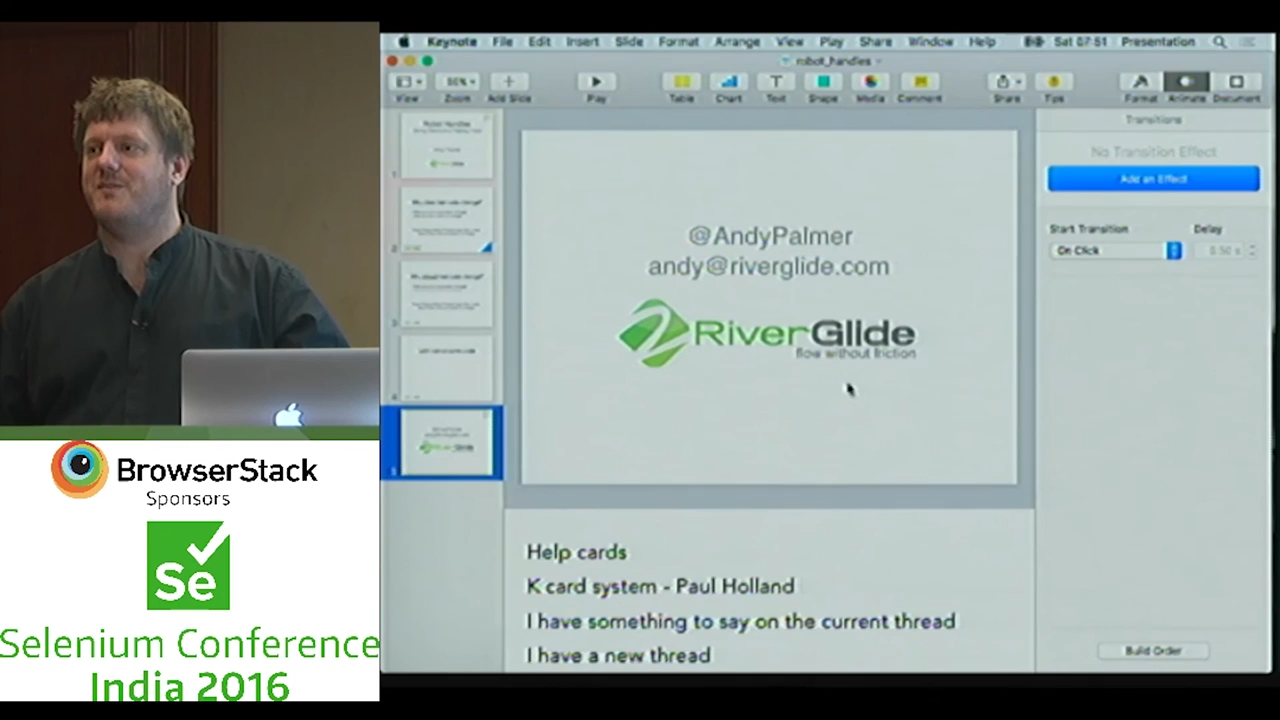 Keynote File Edit Insert Slide Format Arrange View Play Share Window Help Sat 07:51 Presentation
robot_handles
View Zoom Add Slide Play Table Chart Text Shape Media Comment Share Tips Format Animate Document
Transitions
No Transition Effect
Add an Effect
Start Transition Delay
On Click 0.50 s
@AndyPalmer
andy@riverglide.com
RiverGlide
flow without friction
Help cards
K card system - Paul Holland
I have something to say on the current thread
I have a new thread
Build Order
BrowserStack
Sponsors
Se
Selenium Conference
India 2016